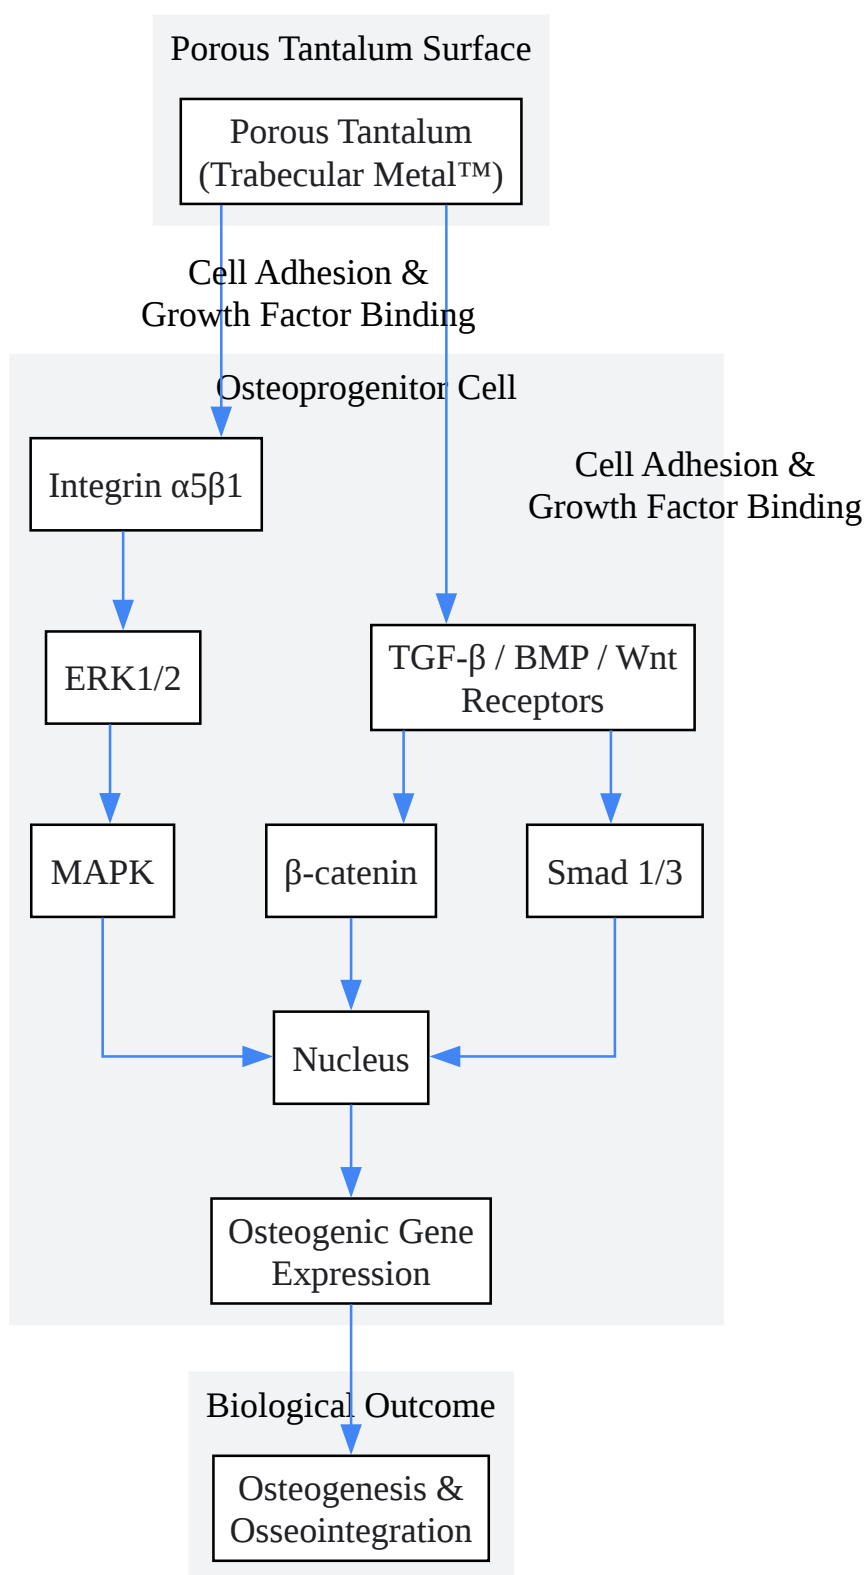 Porous Tantalum Surface
Porous Tantalum
(Trabecular Metal™)
Cell Adhesion &
Growth Factor Binding
Osteoprogenitor Cell
Integrin α5β1
Cell Adhesion &
Growth Factor Binding
ERK1/2
TGF-β / BMP / Wnt
Receptors
MAPK
β-catenin
Smad 1/3
Nucleus
Osteogenic Gene
Expression
Biological Outcome
Osteogenesis &
Osseointegration